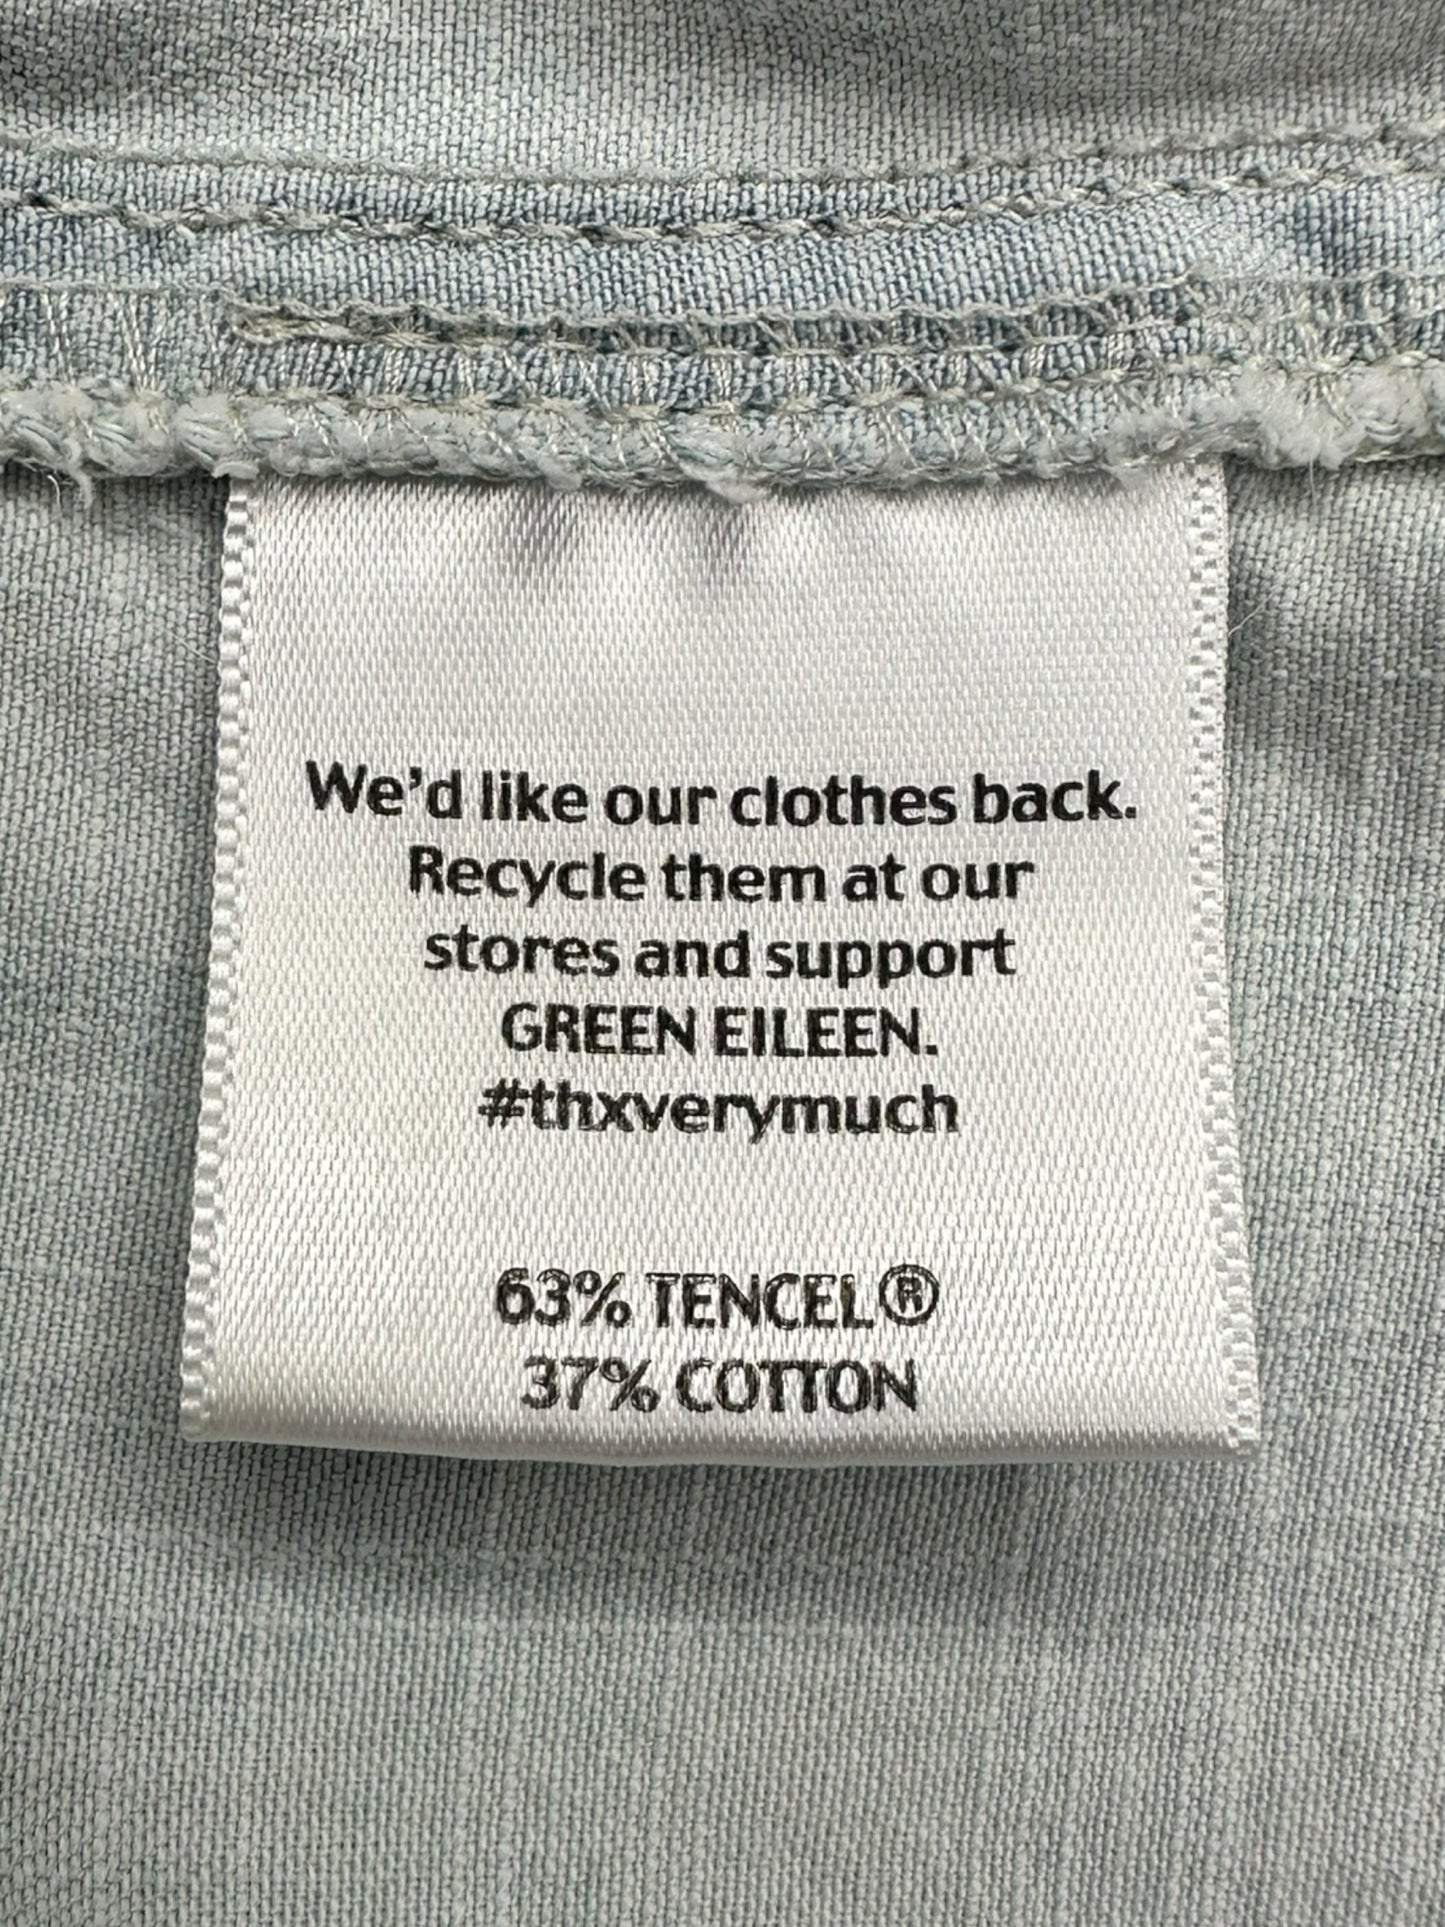 We'd like our clothes back.
Recycle them at our
stores and support
GREEN EILEEN.
#thxverymuch
63% TENCEL®
37% COTTON